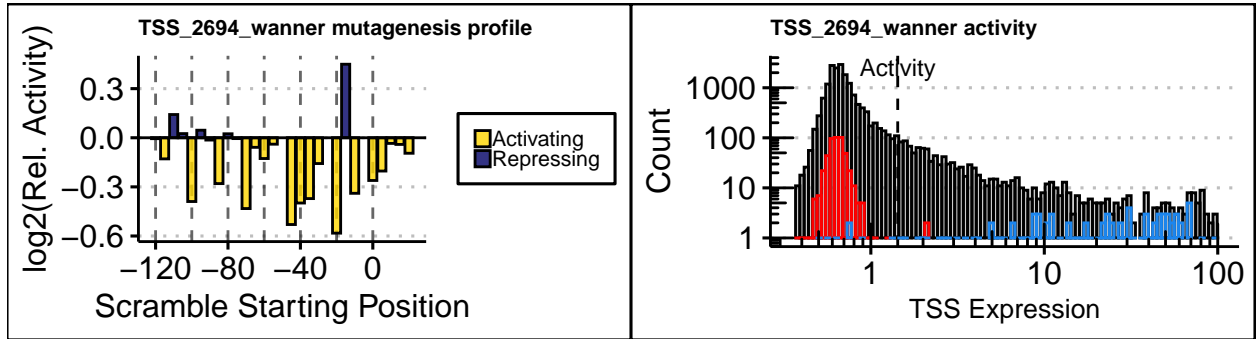 TSS_2694_wanner mutagenesis profile
log2(Rel. Activity)
0.3
0.0
−0.3
−0.6
−120
−80
−40
0
Scramble Starting Position
Activating
Repressing
TSS_2694_wanner activity
Activity
Count
1000
100
10
1
1
10
100
TSS Expression